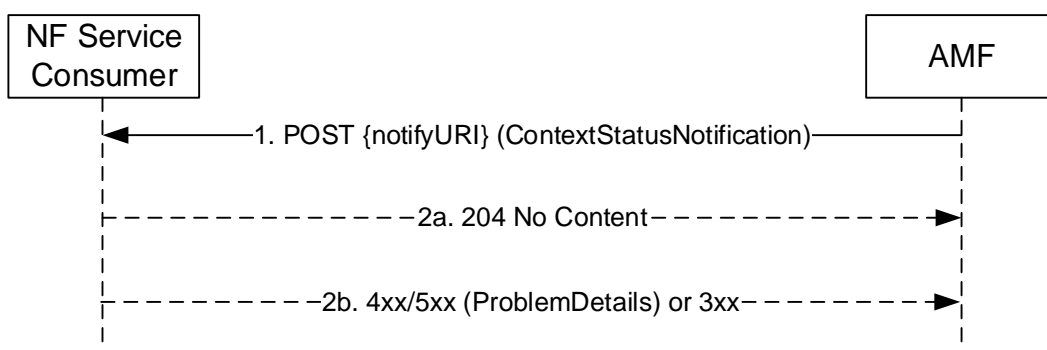 NF Service
Consumer
AMF
1. POST {notifyURI} (ContextStatusNotification)
2a. 204 No Content
2b. 4xx/5xx (ProblemDetails) or 3xx